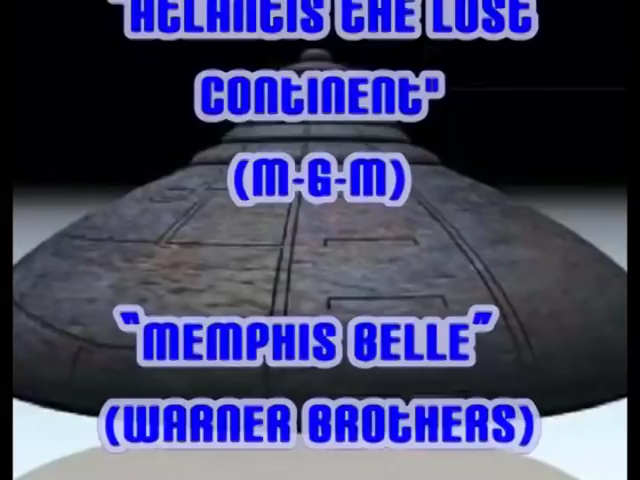 "ATLANTIS THE LOST
CONTINENT"
(M-G-M)
"MEMPHIS BELLE"
(WARNER BROTHERS)